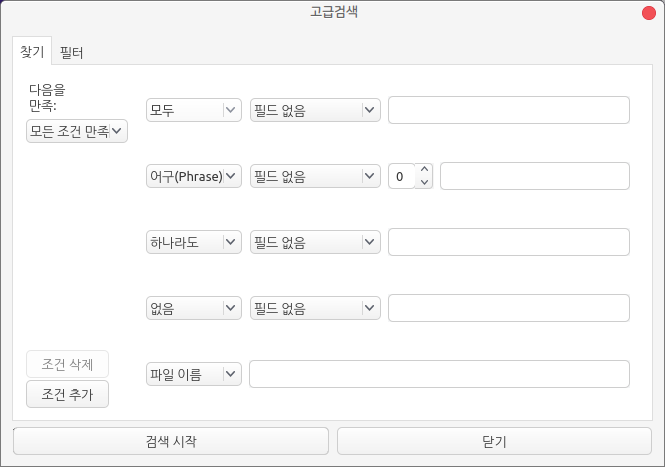 고급검색
찾기
필터
다음을
만족:
모든 조건 만족
모두
필드 없음
어구(Phrase)
필드 없음
0
하나라도
필드 없음
없음
필드 없음
파일 이름
조건 삭제
조건 추가
검색 시작
닫기